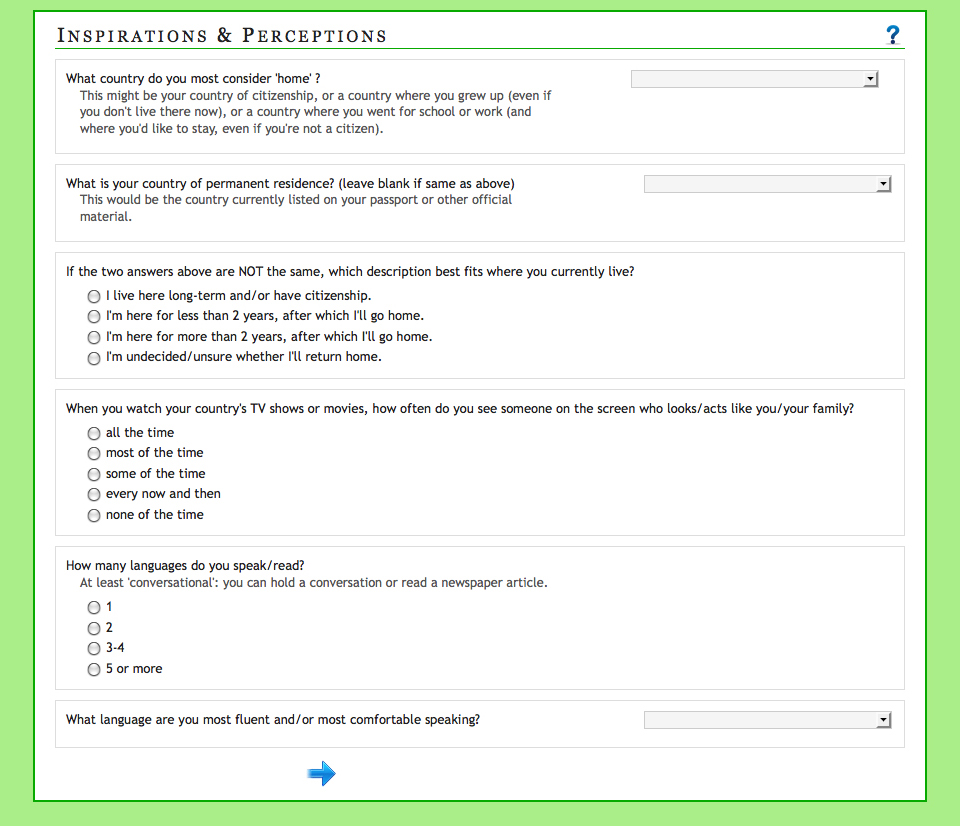 INSPIRATIONS & PERCEPTIONS
?
What country do you most consider 'home' ?
This might be your country of citizenship, or a country where you grew up (even if
you don't live there now), or a country where you went for school or work (and
where you'd like to stay, even if you're not a citizen).
What is your country of permanent residence? (leave blank if same as above)
This would be the country currently listed on your passport or other official
material.
If the two answers above are NOT the same, which description best fits where you currently live?
I live here long-term and/or have citizenship.
I'm here for less than 2 years, after which I'll go home.
I'm here for more than 2 years, after which I'll go home.
I'm undecided/unsure whether I'll return home.
When you watch your country's TV shows or movies, how often do you see someone on the screen who looks/acts like you/your family?
all the time
most of the time
some of the time
every now and then
none of the time
How many languages do you speak/read?
At least 'conversational': you can hold a conversation or read a newspaper article.
1
2
3-4
5 or more
What language are you most fluent and/or most comfortable speaking?